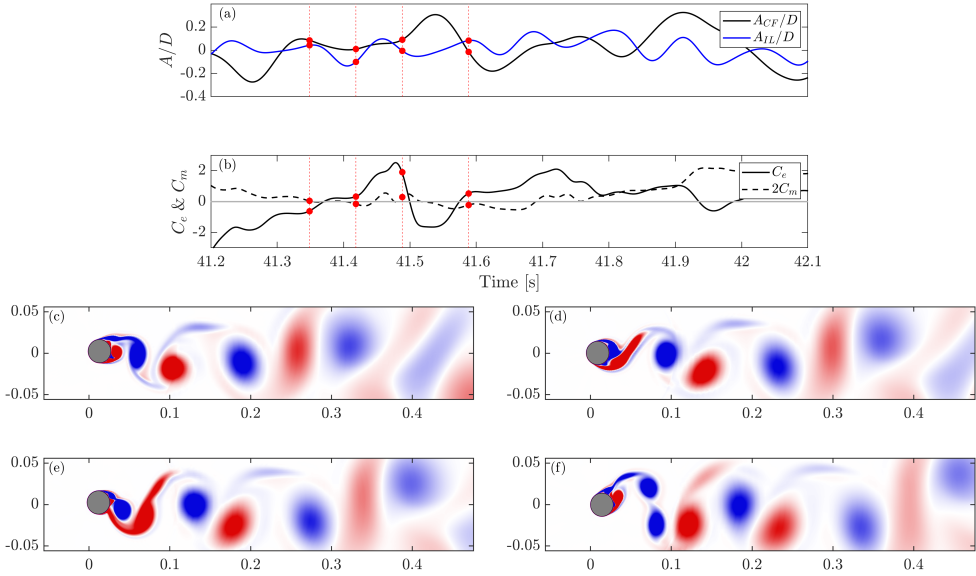 (a)
A_CF/D
A_IL/D
A/D
0.2
0
-0.2
-0.4
(b)
C_e
2C_m
C_e & C_m
2
0
-2
41.2 41.3 41.4 41.5 41.6 41.7 41.8 41.9 42 42.1
Time [s]
(c)
0.05
0
-0.05
0 0.1 0.2 0.3 0.4
(d)
0.05
0
-0.05
0 0.1 0.2 0.3 0.4
(e)
0.05
0
-0.05
0 0.1 0.2 0.3 0.4
(f)
0.05
0
-0.05
0 0.1 0.2 0.3 0.4